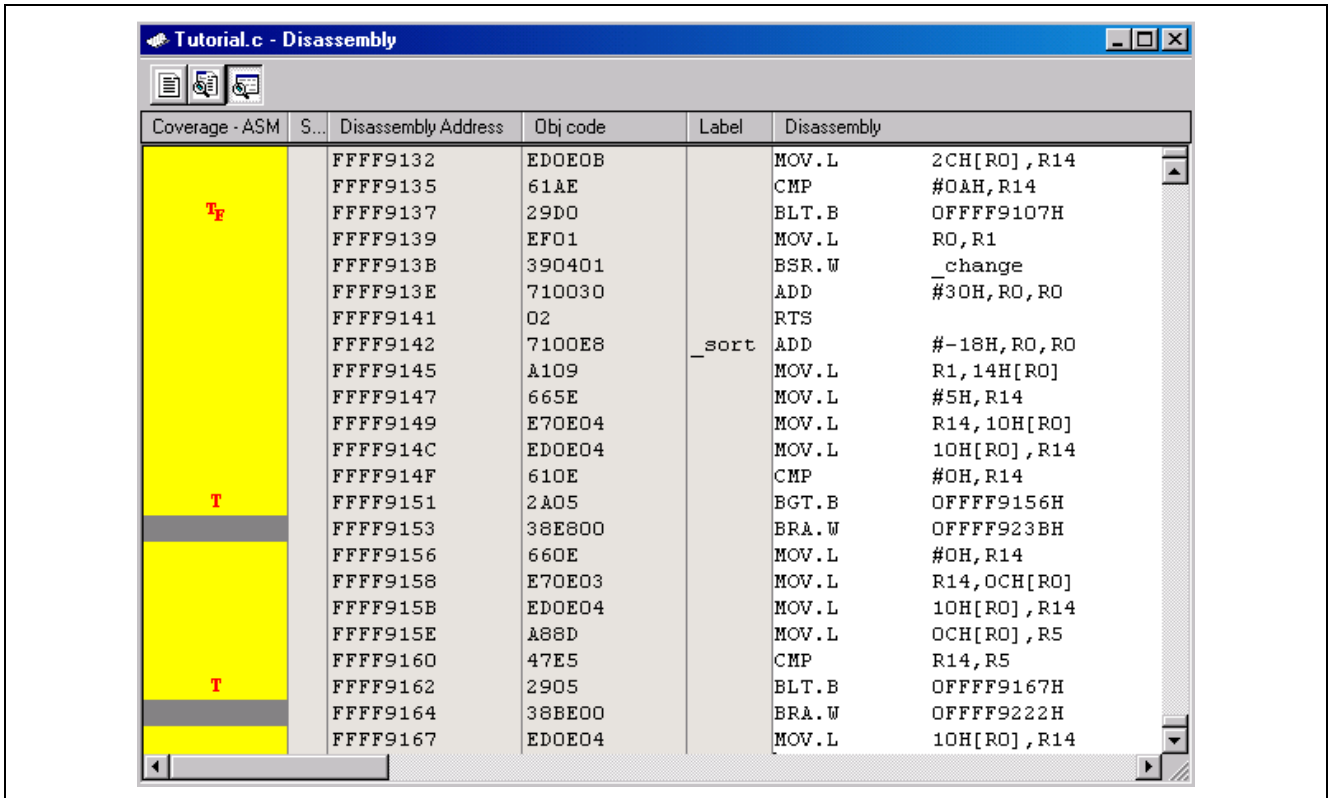 Tutorial.c - Disassembly
Coverage - ASM S... Disassembly Address Obj code Label Disassembly
FFFF9132 ED0E0B MOV.L 2CH[R0],R14
FFFF9135 61AE CMP #0AH,R14
TF FFFF9137 29D0 BLT.B 0FFFF9107H
FFFF9139 EF01 MOV.L R0,R1
FFFF913B 390401 BSR.W _change
FFFF913E 710030 ADD #30H,R0,R0
FFFF9141 02 RTS
FFFF9142 7100E8 _sort ADD #-18H,R0,R0
FFFF9145 A109 MOV.L R1,14H[R0]
FFFF9147 665E MOV.L #5H,R14
FFFF9149 E70E04 MOV.L R14,10H[R0]
FFFF914C ED0E04 MOV.L 10H[R0],R14
FFFF914F 610E CMP #0H,R14
T FFFF9151 2A05 BGT.B 0FFFF9156H
FFFF9153 38E800 BRA.W 0FFFF923BH
FFFF9156 660E MOV.L #0H,R14
FFFF9158 E70E03 MOV.L R14,0CH[R0]
FFFF915B ED0E04 MOV.L 10H[R0],R14
FFFF915E A88D MOV.L 0CH[R0],R5
FFFF9160 47E5 CMP R14,R5
T FFFF9162 2905 BLT.B 0FFFF9167H
FFFF9164 38BE00 BRA.W 0FFFF9222H
FFFF9167 ED0E04 MOV.L 10H[R0],R14